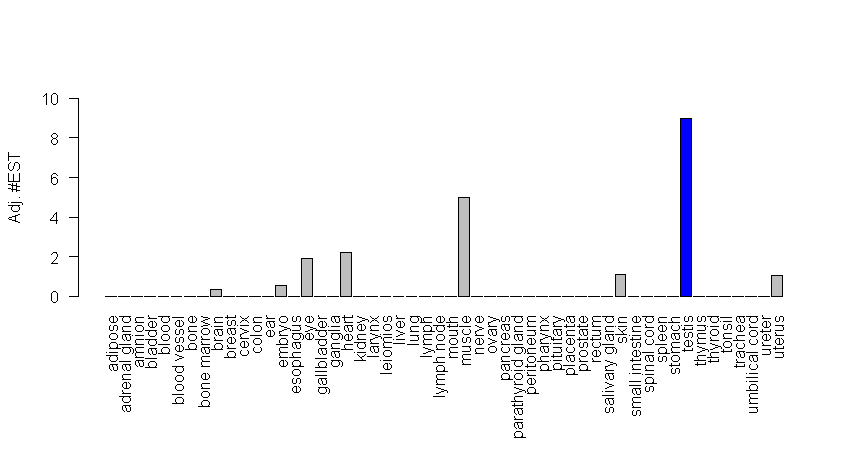 Adj. #EST
10
8
6
4
2
0
adipose
adrenal gland
amnion
bladder
blood
blood vessel
bone
bone marrow
brain
breast
cervix
colon
ear
embryo
esophagus
eye
gallbladder
ganglia
heart
kidney
larynx
leiomios
liver
lung
lymph
lymph node
mouth
muscle
nerve
ovary
pancreas
parathyroid gland
peritoneum
pharynx
pituitary
placenta
prostate
rectum
salivary gland
skin
small intestine
spinal cord
spleen
stomach
testis
thymus
thyroid
tonsil
trachea
umbilical cord
ureter
uterus